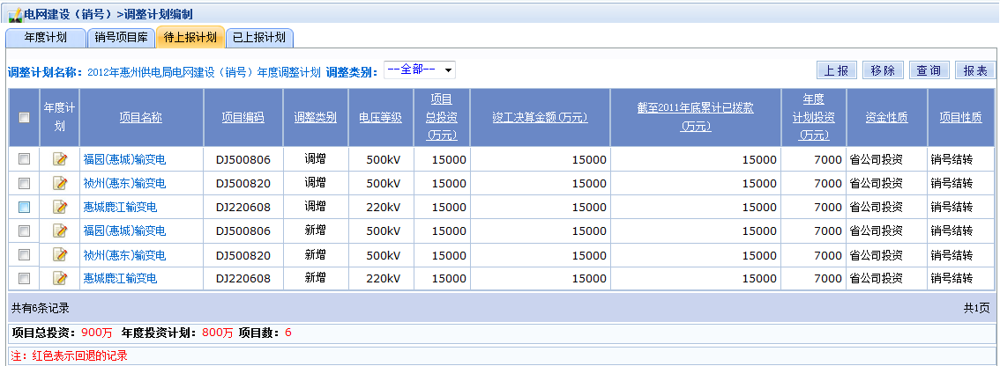 电网建设（销号）>调整计划编制
年度计划 销号项目库 待上报计划 已上报计划
调整计划名称：2012年惠州供电局电网建设（销号）年度调整计划 调整类别： --全部-- 上报 移除 查询 报表
年度计划 项目名称 项目编码 调整类别 电压等级 项目总投资(万元) 竣工决算金额(万元) 截至2011年底累计已拨款(万元) 年度计划投资(万元) 资金性质 项目性质
福园(惠城)输变电 DJ500806 调增 500kV 15000 15000 15000 7000 省公司投资 销号结转
祯州(惠东)输变电 DJ500820 调增 500kV 15000 15000 15000 7000 省公司投资 销号结转
惠城鹿江输变电 DJ220608 调增 220kV 15000 15000 15000 7000 省公司投资 销号结转
福园(惠城)输变电 DJ500806 新增 500kV 15000 15000 15000 7000 省公司投资 销号结转
祯州(惠东)输变电 DJ500820 新增 500kV 15000 15000 15000 7000 省公司投资 销号结转
惠城鹿江输变电 DJ220608 新增 220kV 15000 15000 15000 7000 省公司投资 销号结转
共有6条记录 共1页
项目总投资：900万 年度投资计划：800万 项目数：6
注：红色表示回退的记录